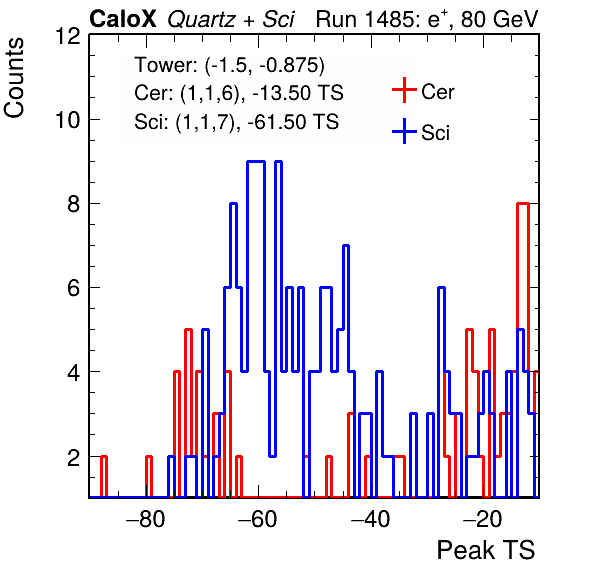 CaloX Quartz + Sci Run 1485: e⁺, 80 GeV
Counts
12
10
8
6
4
2
Tower: (-1.5, -0.875)
Cer: (1,1,6), -13.50 TS
Sci: (1,1,7), -61.50 TS
Cer
Sci
−80 −60 −40 −20
Peak TS